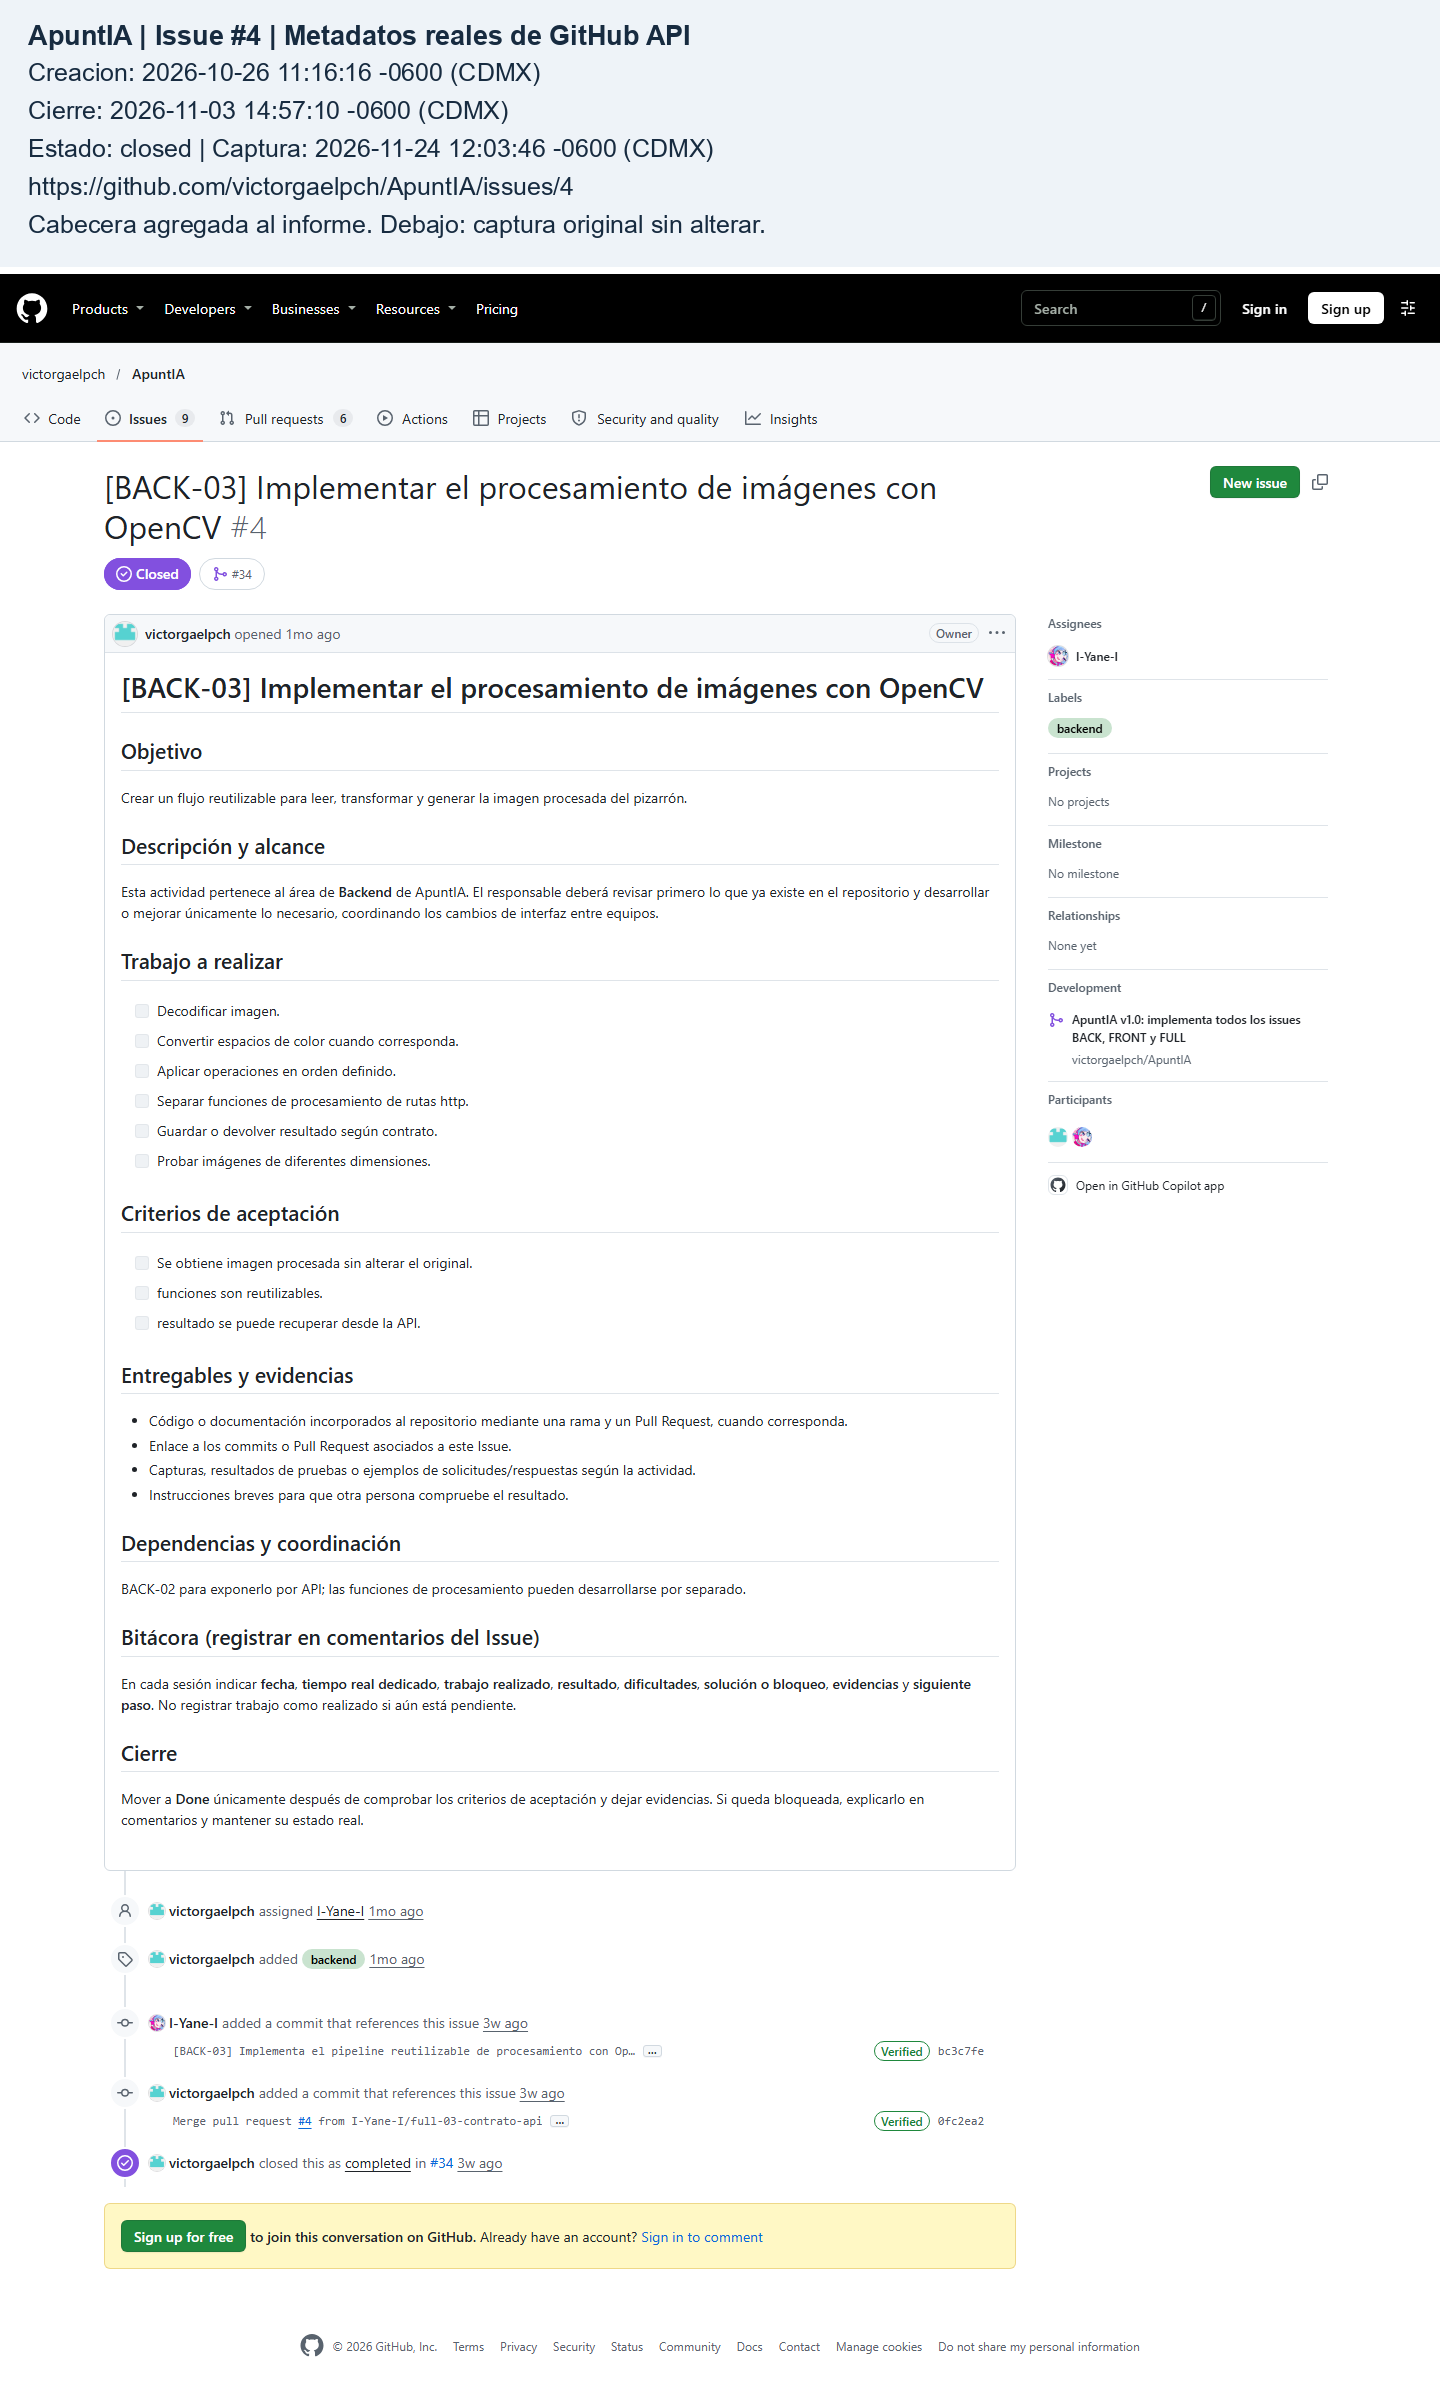 ApuntIA | Issue #4 | Metadatos reales de GitHub API
Creacion: 2026-10-26 11:16:16 -0600 (CDMX)
Cierre: 2026-11-03 14:57:10 -0600 (CDMX)
Estado: closed | Captura: 2026-11-24 12:03:46 -0600 (CDMX)
https://github.com/victorgaelpch/ApuntIA/issues/4
Cabecera agregada al informe. Debajo: captura original sin alterar.
Products Developers Businesses Resources Pricing Search / Sign in Sign up
victorgaelpch / ApuntIA
Code Issues 9 Pull requests 6 Actions Projects Security and quality Insights
[BACK-03] Implementar el procesamiento de imágenes con
OpenCV #4
New issue
Closed #34
victorgaelpch opened 1mo ago Owner
[BACK-03] Implementar el procesamiento de imágenes con OpenCV
Objetivo
Crear un flujo reutilizable para leer, transformar y generar la imagen procesada del pizarrón.
Descripción y alcance
Esta actividad pertenece al área de Backend de ApuntIA. El responsable deberá revisar primero lo que ya existe en el repositorio y desarrollar
o mejorar únicamente lo necesario, coordinando los cambios de interfaz entre equipos.
Trabajo a realizar
Decodificar imagen.
Convertir espacios de color cuando corresponda.
Aplicar operaciones en orden definido.
Separar funciones de procesamiento de rutas http.
Guardar o devolver resultado según contrato.
Probar imágenes de diferentes dimensiones.
Criterios de aceptación
Se obtiene imagen procesada sin alterar el original.
funciones son reutilizables.
resultado se puede recuperar desde la API.
Entregables y evidencias
Código o documentación incorporados al repositorio mediante una rama y un Pull Request, cuando corresponda.
Enlace a los commits o Pull Request asociados a este Issue.
Capturas, resultados de pruebas o ejemplos de solicitudes/respuestas según la actividad.
Instrucciones breves para que otra persona compruebe el resultado.
Dependencias y coordinación
BACK-02 para exponerlo por API; las funciones de procesamiento pueden desarrollarse por separado.
Bitácora (registrar en comentarios del Issue)
En cada sesión indicar fecha, tiempo real dedicado, trabajo realizado, resultado, dificultades, solución o bloqueo, evidencias y siguiente
paso. No registrar trabajo como realizado si aún está pendiente.
Cierre
Mover a Done únicamente después de comprobar los criterios de aceptación y dejar evidencias. Si queda bloqueada, explicarlo en
comentarios y mantener su estado real.
Assignees
I-Yane-I
Labels
backend
Projects
No projects
Milestone
No milestone
Relationships
None yet
Development
ApuntIA v1.0: implementa todos los issues
BACK, FRONT y FULL
victorgaelpch/ApuntIA
Participants
Open in GitHub Copilot app
victorgaelpch assigned I-Yane-I 1mo ago
victorgaelpch added backend 1mo ago
I-Yane-I added a commit that references this issue 3w ago
[BACK-03] Implementa el pipeline reutilizable de procesamiento con Op… … Verified bc3c7fe
victorgaelpch added a commit that references this issue 3w ago
Merge pull request #4 from I-Yane-I/full-03-contrato-api … Verified 0fc2ea2
victorgaelpch closed this as completed in #34 3w ago
Sign up for free to join this conversation on GitHub. Already have an account? Sign in to comment
© 2026 GitHub, Inc. Terms Privacy Security Status Community Docs Contact Manage cookies Do not share my personal information